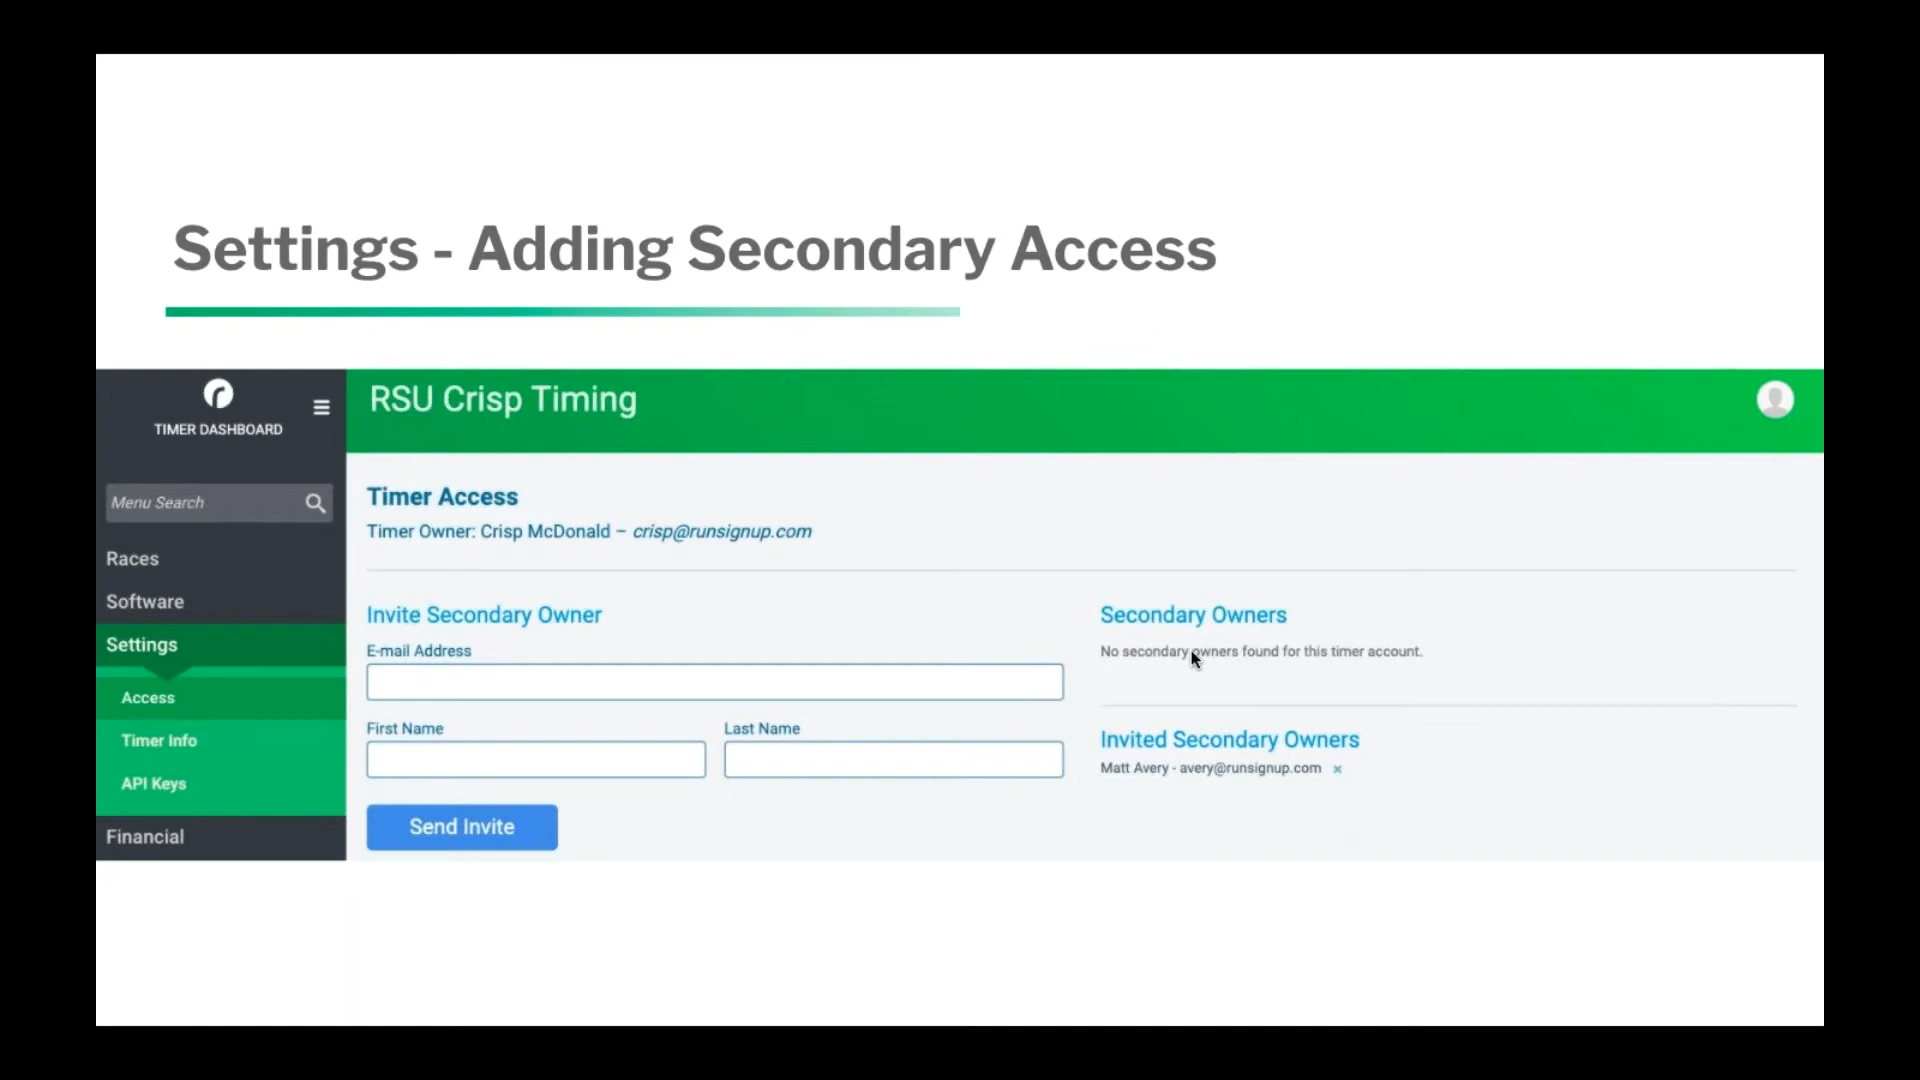 Settings - Adding Secondary Access
TIMER DASHBOARD
RSU Crisp Timing
Menu Search
Races
Software
Settings
Access
Timer Info
API Keys
Financial
Timer Access
Timer Owner: Crisp McDonald – crisp@runsignup.com
Invite Secondary Owner
E-mail Address
First Name
Last Name
Send Invite
Secondary Owners
No secondary owners found for this timer account.
Invited Secondary Owners
Matt Avery - avery@runsignup.com ×